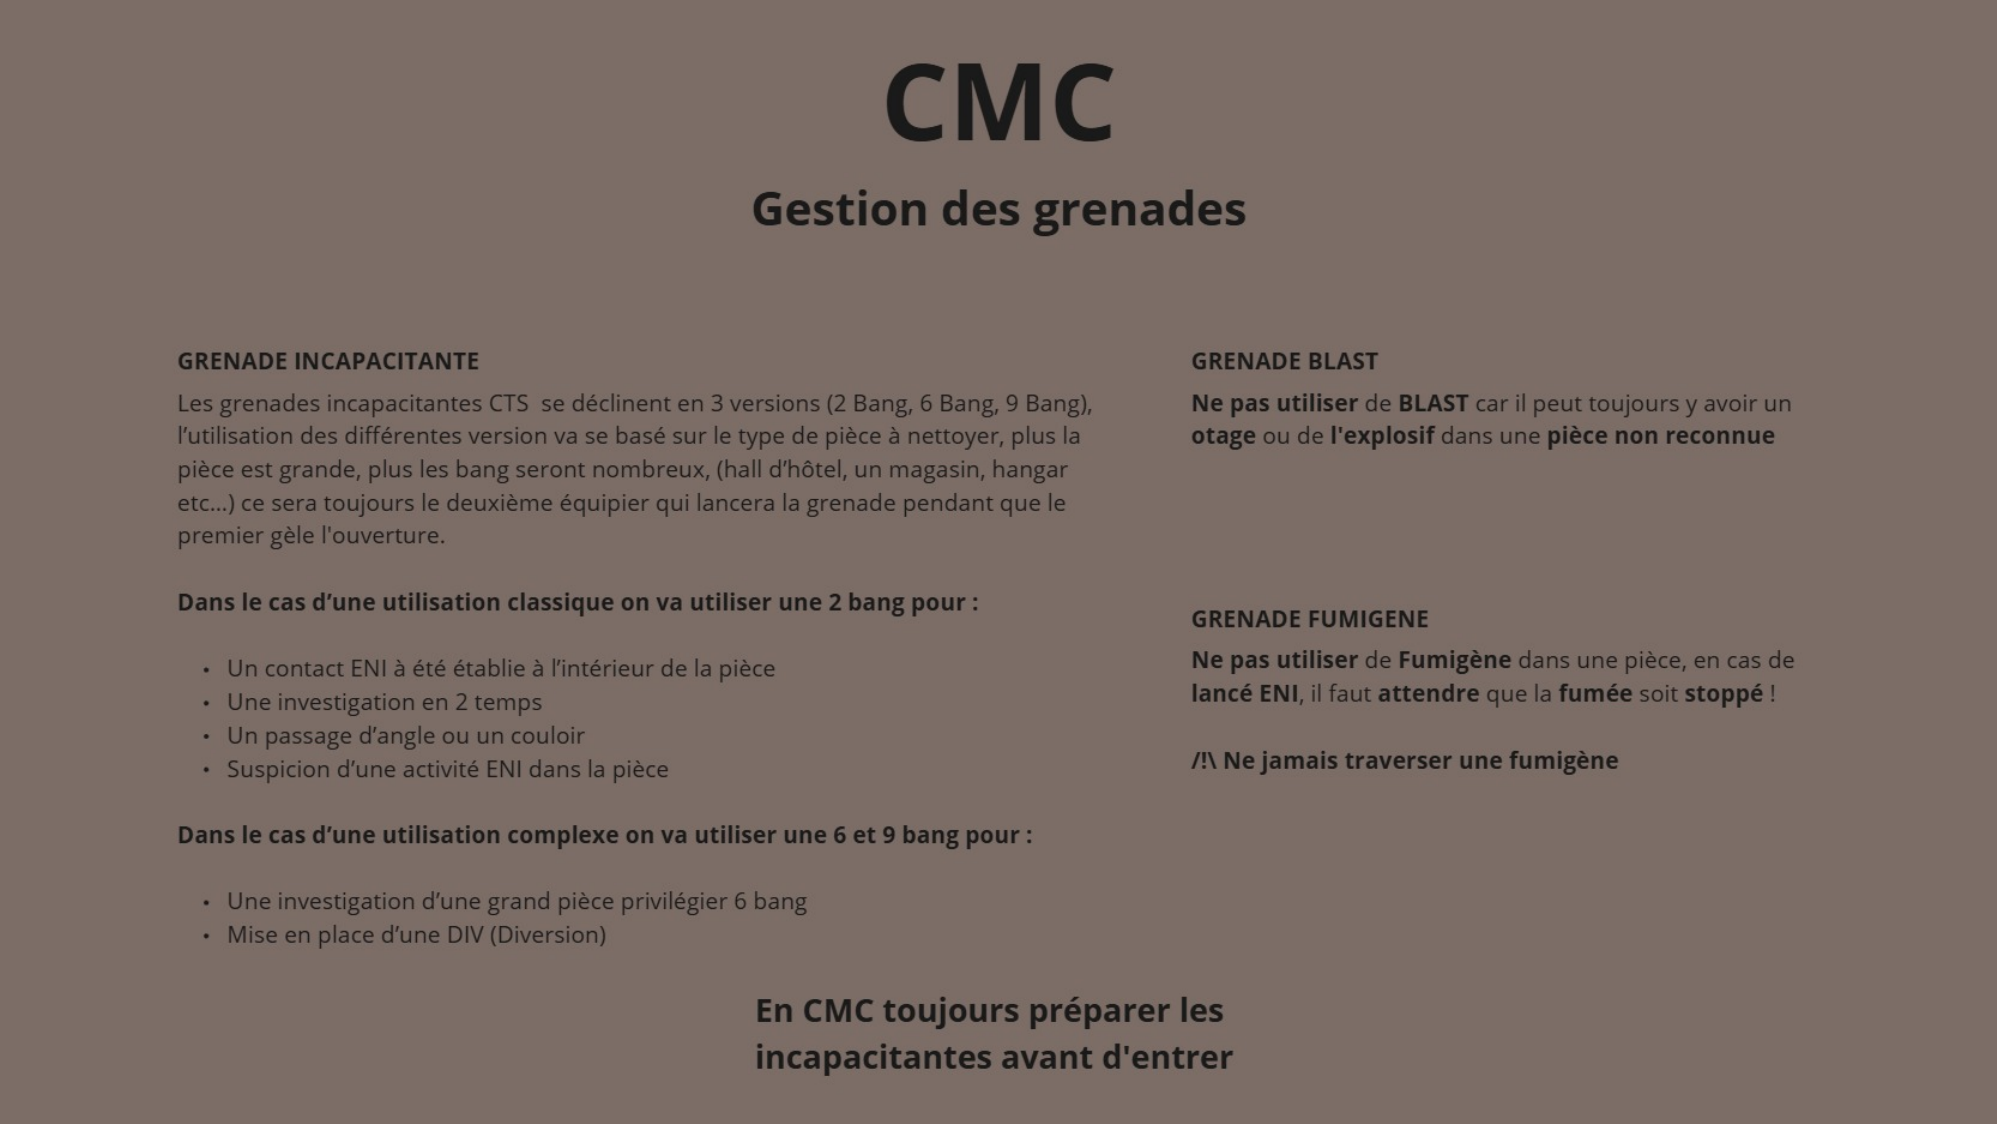 CMC
Gestion des grenades
GRENADE INCAPACITANTE
Les grenades incapacitantes CTS  se déclinent en 3 versions (2 Bang, 6 Bang, 9 Bang),
l’utilisation des différentes version va se basé sur le type de pièce à nettoyer, plus la
pièce est grande, plus les bang seront nombreux, (hall d’hôtel, un magasin, hangar
etc...) ce sera toujours le deuxième équipier qui lancera la grenade pendant que le
premier gèle l'ouverture.
Dans le cas d’une utilisation classique on va utiliser une 2 bang pour :
• Un contact ENI à été établie à l’intérieur de la pièce
• Une investigation en 2 temps
• Un passage d’angle ou un couloir
• Suspicion d’une activité ENI dans la pièce
Dans le cas d’une utilisation complexe on va utiliser une 6 et 9 bang pour :
• Une investigation d’une grand pièce privilégier 6 bang
• Mise en place d’une DIV (Diversion)
GRENADE BLAST
Ne pas utiliser de BLAST car il peut toujours y avoir un
otage ou de l'explosif dans une pièce non reconnue
GRENADE FUMIGENE
Ne pas utiliser de Fumigène dans une pièce, en cas de
lancé ENI, il faut attendre que la fumée soit stoppé !
/!\ Ne jamais traverser une fumigène
En CMC toujours préparer les
incapacitantes avant d'entrer